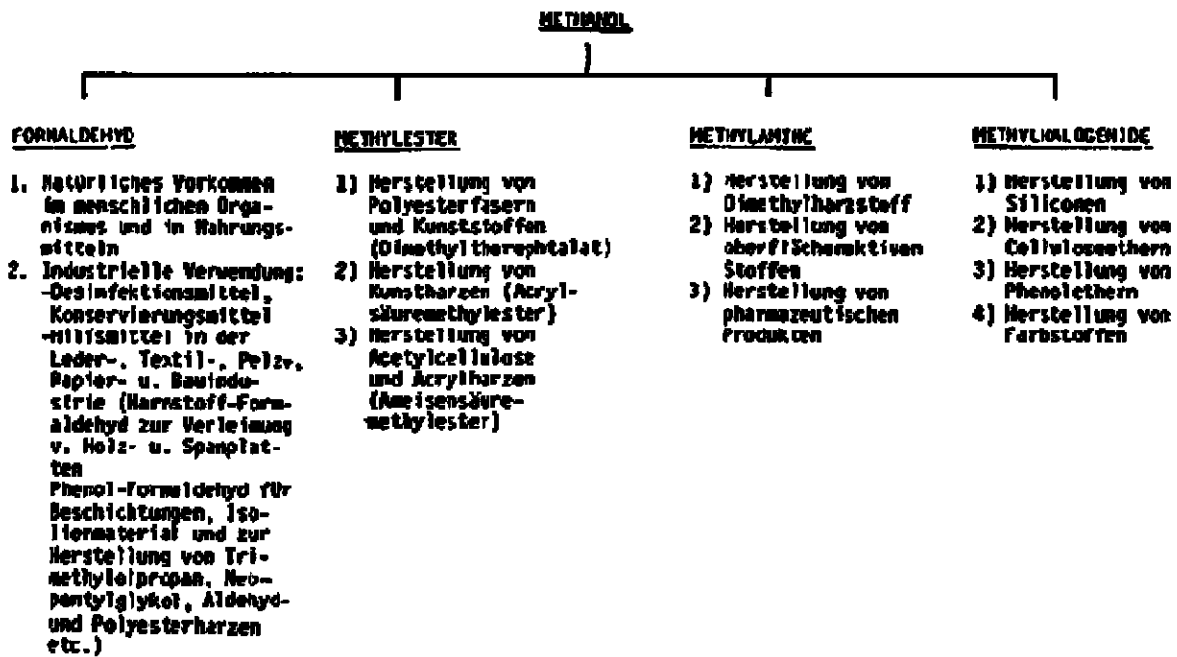 METHANOL
FORMALDEHYD
1. Natürliches Vorkommen
im menschlichen Orga-
nismus und in Nahrungs-
mitteln
2. Industrielle Verwendung:
-Desinfektionsmittel,
Konservierungsmittel
-Hilfsmittel in der
Leder-, Textil-, Pelz-,
Papier- u. Bauindu-
strie (Harnstoff-Form-
aldehyd zur Verleimung
v. Holz- u. Spanplat-
ten
Phenol-Formaldehyd für
Beschichtungen, Iso-
liermaterial und zur
Herstellung von Tri-
methylolpropan, Neo-
pentylglykol, Aldehyd-
und Polyesterharzen
etc.)
METHYLESTER
1) Herstellung von
Polyesterfasern
und Kunststoffen
(Dimethyltherephtalat)
2) Herstellung von
Kunstharzen (Acryl-
säuremethylester)
3) Herstellung von
Acetylcellulose
und Acrylharzen
(Ameisensäure-
methylester)
METHYLAMINE
1) Herstellung von
Dimethylharzstoff
2) Herstellung von
oberflächenaktiven
Stoffen
3) Herstellung von
pharmazeutischen
Produkten
METHYLHALOGENIDE
1) Herstellung von
Siliconen
2) Herstellung von
Celluloseethern
3) Herstellung von
Phenolethern
4) Herstellung von
Farbstoffen